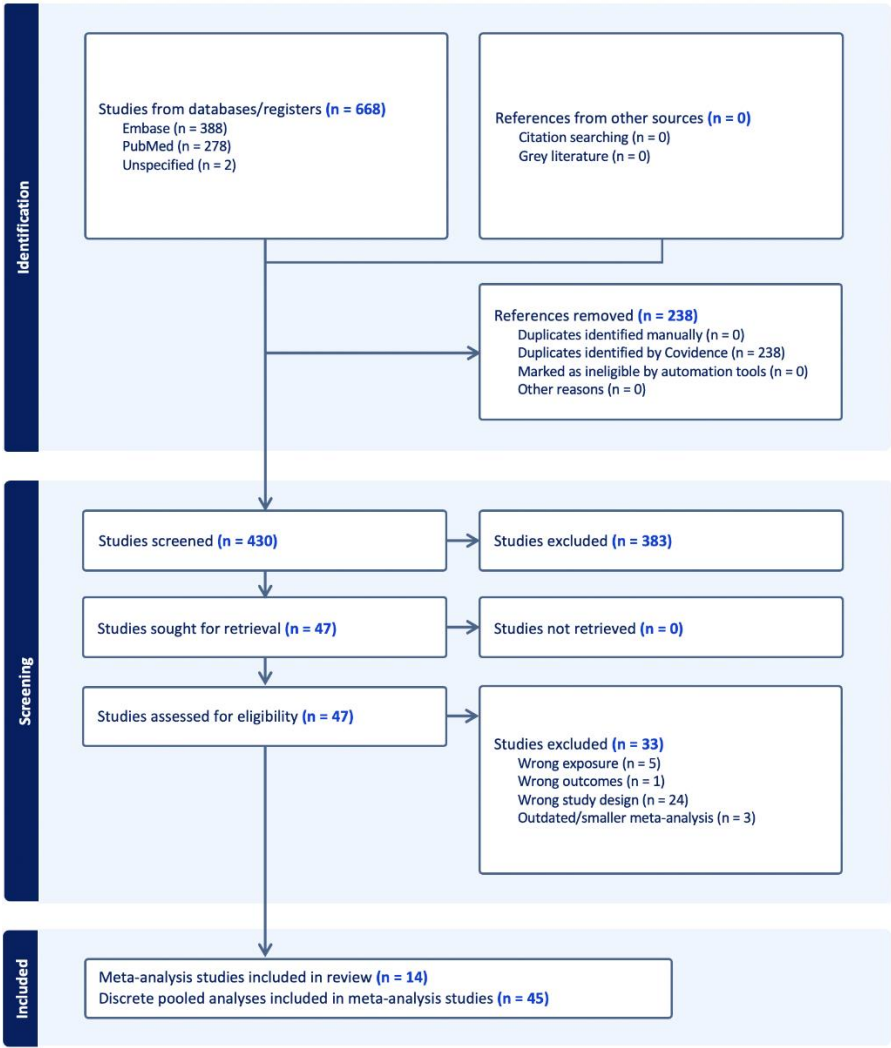 Identification
Studies from databases/registers (n = 668)
Embase (n = 388)
PubMed (n = 278)
Unspecified (n = 2)
References from other sources (n = 0)
Citation searching (n = 0)
Grey literature (n = 0)
References removed (n = 238)
Duplicates identified manually (n = 0)
Duplicates identified by Covidence (n = 238)
Marked as ineligible by automation tools (n = 0)
Other reasons (n = 0)
Screening
Studies screened (n = 430)
Studies excluded (n = 383)
Studies sought for retrieval (n = 47)
Studies not retrieved (n = 0)
Studies assessed for eligibility (n = 47)
Studies excluded (n = 33)
Wrong exposure (n = 5)
Wrong outcomes (n = 1)
Wrong study design (n = 24)
Outdated/smaller meta-analysis (n = 3)
Included
Meta-analysis studies included in review (n = 14)
Discrete pooled analyses included in meta-analysis studies (n = 45)